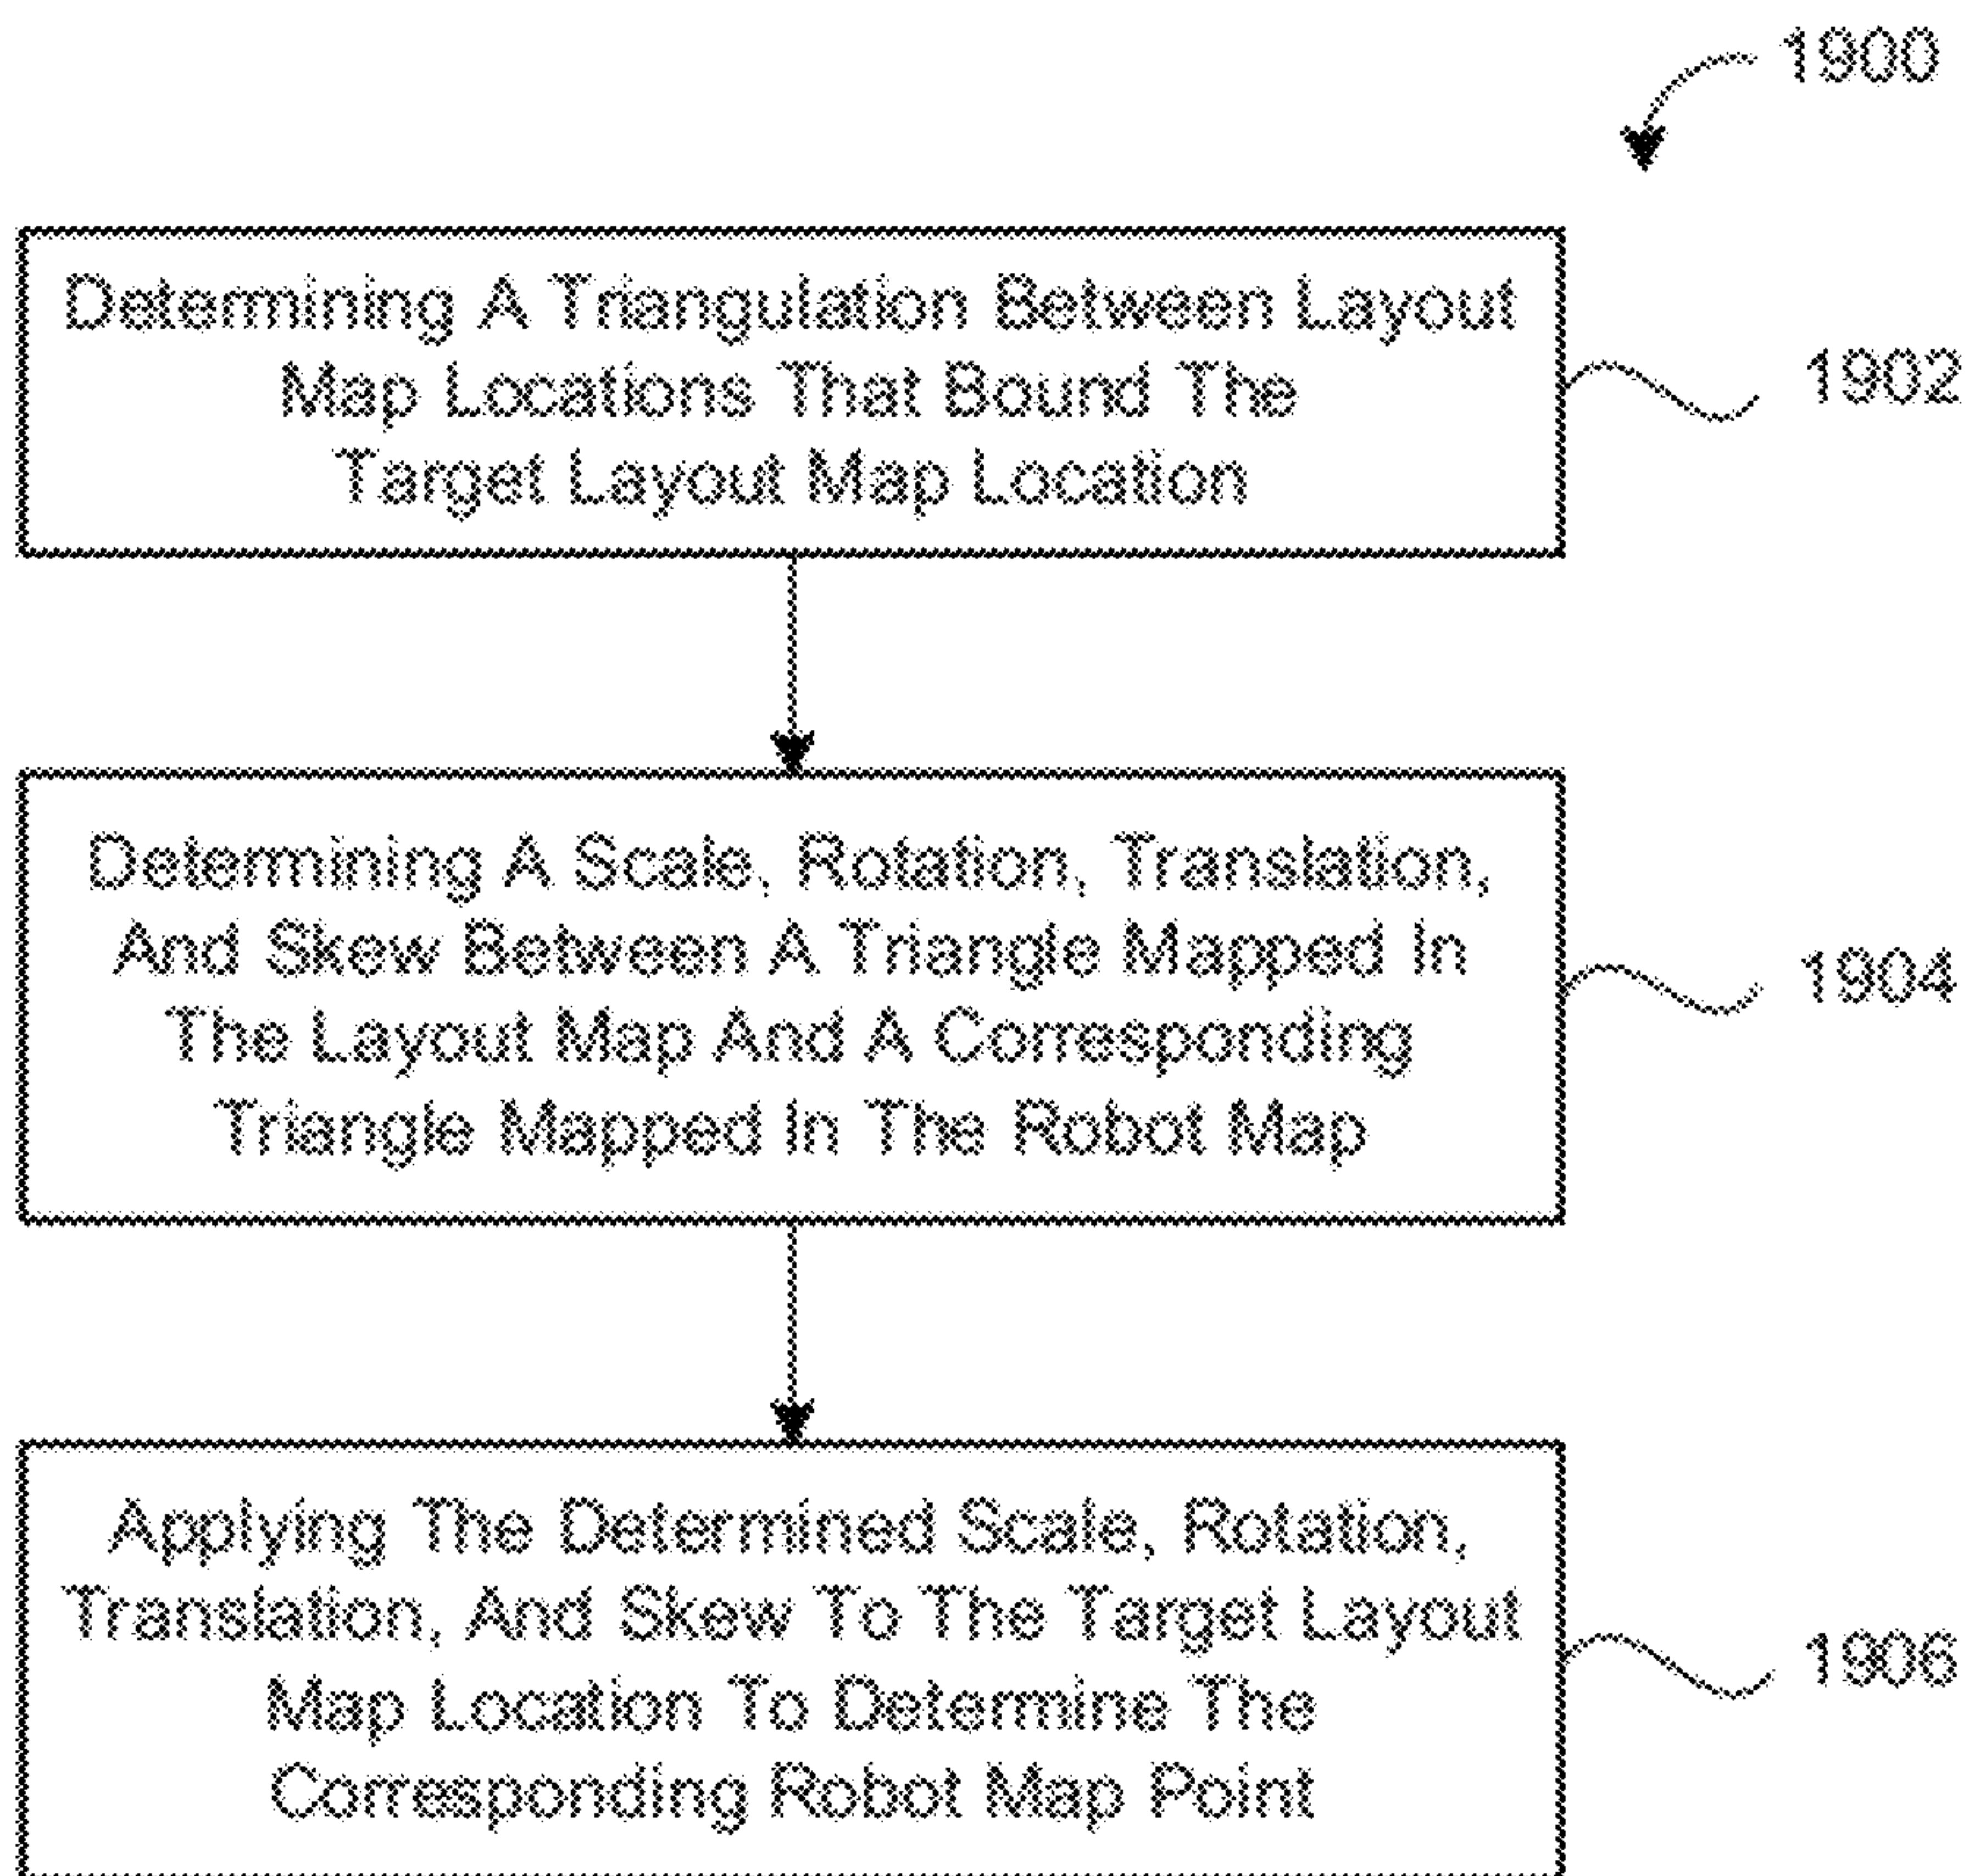 1900
Determining A Triangulation Between Layout
Map Locations That Bound The
Target Layout Map Location
1902
Determining A Scale, Rotation, Translation,
And Skew Between A Triangle Mapped In
The Layout Map And A Corresponding
Triangle Mapped In The Robot Map
1904
Applying The Determined Scale, Rotation,
Translation, And Skew To The Target Layout
Map Location To Determine The
Corresponding Robot Map Point
1906